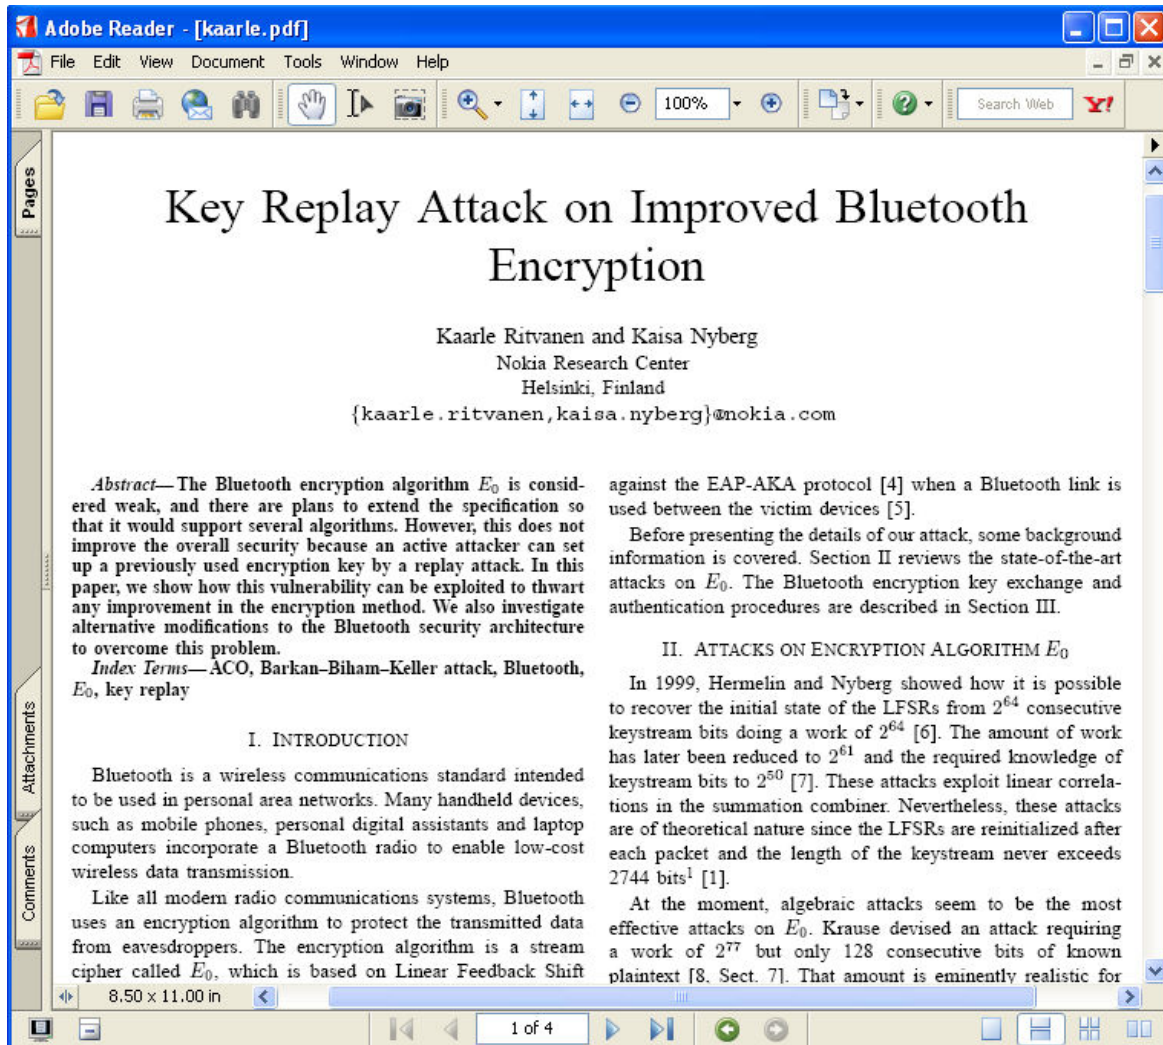 Adobe Reader - [kaarle.pdf]
File Edit View Document Tools Window Help
100%
Search Web
Y!
Pages
Attachments
Comments
Key Replay Attack on Improved Bluetooth
Encryption
Kaarle Ritvanen and Kaisa Nyberg
Nokia Research Center
Helsinki, Finland
{kaarle.ritvanen,kaisa.nyberg}@nokia.com
Abstract—The Bluetooth encryption algorithm E₀ is consid-
ered weak, and there are plans to extend the specification so
that it would support several algorithms. However, this does not
improve the overall security because an active attacker can set
up a previously used encryption key by a replay attack. In this
paper, we show how this vulnerability can be exploited to thwart
any improvement in the encryption method. We also investigate
alternative modifications to the Bluetooth security architecture
to overcome this problem.
Index Terms—ACO, Barkan–Biham–Keller attack, Bluetooth,
E₀, key replay
I. INTRODUCTION
Bluetooth is a wireless communications standard intended
to be used in personal area networks. Many handheld devices,
such as mobile phones, personal digital assistants and laptop
computers incorporate a Bluetooth radio to enable low-cost
wireless data transmission.
Like all modern radio communications systems, Bluetooth
uses an encryption algorithm to protect the transmitted data
from eavesdroppers. The encryption algorithm is a stream
cipher called E₀, which is based on Linear Feedback Shift
against the EAP-AKA protocol [4] when a Bluetooth link is
used between the victim devices [5].
Before presenting the details of our attack, some background
information is covered. Section II reviews the state-of-the-art
attacks on E₀. The Bluetooth encryption key exchange and
authentication procedures are described in Section III.
II. ATTACKS ON ENCRYPTION ALGORITHM E₀
In 1999, Hermelin and Nyberg showed how it is possible
to recover the initial state of the LFSRs from 2⁶⁴ consecutive
keystream bits doing a work of 2⁶⁴ [6]. The amount of work
has later been reduced to 2⁶¹ and the required knowledge of
keystream bits to 2⁵⁰ [7]. These attacks exploit linear correla-
tions in the summation combiner. Nevertheless, these attacks
are of theoretical nature since the LFSRs are reinitialized after
each packet and the length of the keystream never exceeds
2744 bits¹ [1].
At the moment, algebraic attacks seem to be the most
effective attacks on E₀. Krause devised an attack requiring
a work of 2⁷⁷ but only 128 consecutive bits of known
plaintext [8, Sect. 7]. That amount is eminently realistic for
8.50 x 11.00 in
1 of 4